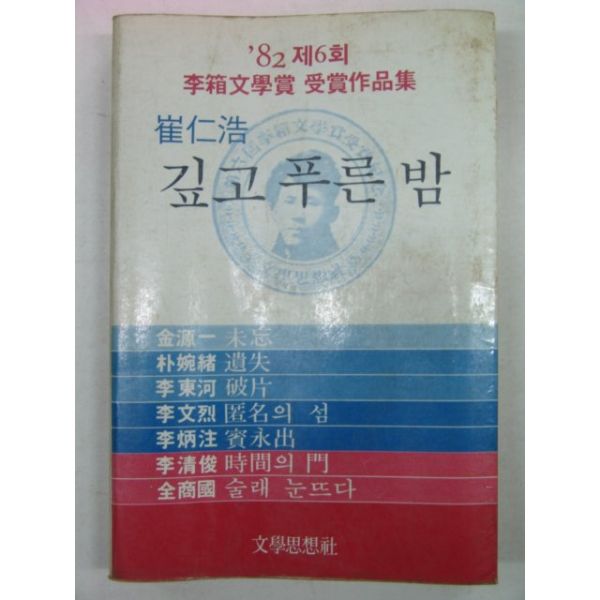 '82 제6회
李箱文學賞 受賞作品集
崔仁浩
깊고 푸른 밤
金源一 未忘
朴婉緖 遺失
李東河 破片
李文烈 匿名의 섬
李炳注 賓永出
李清俊 時間의 門
全商國 술래 눈뜨다
文學思想社